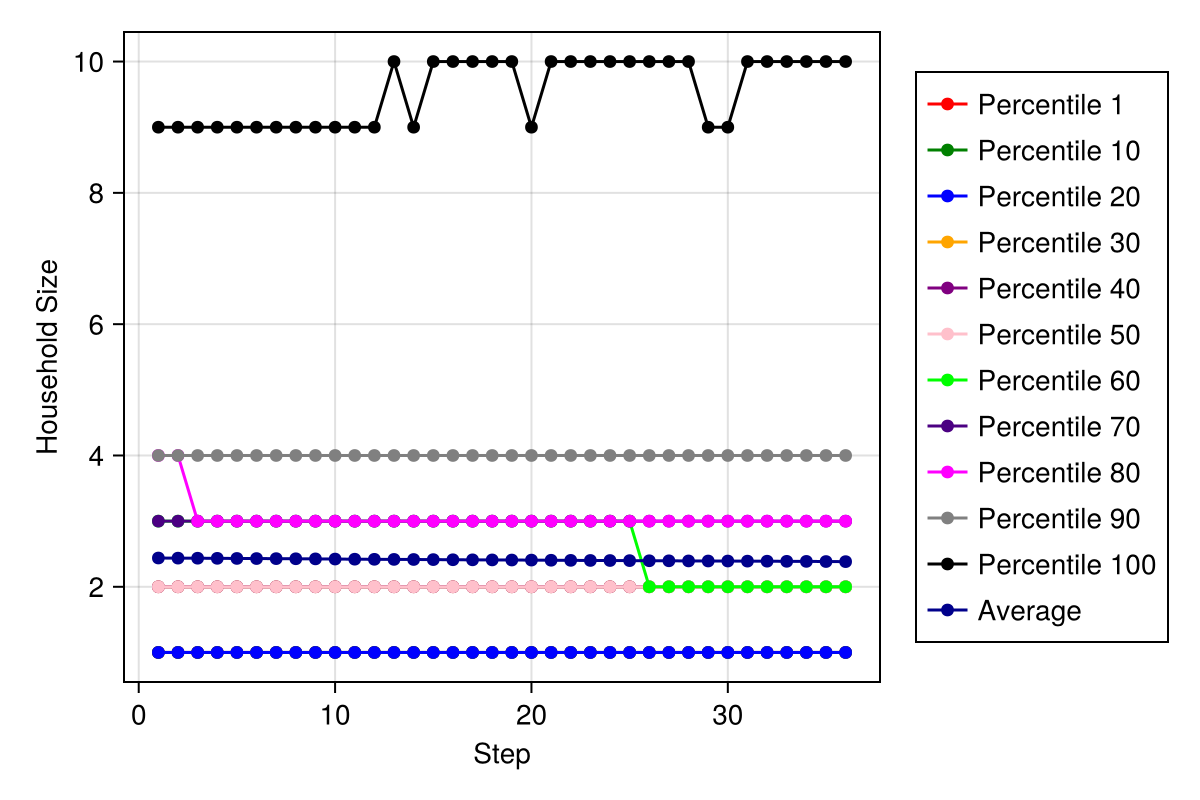 10
8
6
4
2
Household Size
0
10
20
30
Step
Percentile 1
Percentile 10
Percentile 20
Percentile 30
Percentile 40
Percentile 50
Percentile 60
Percentile 70
Percentile 80
Percentile 90
Percentile 100
Average